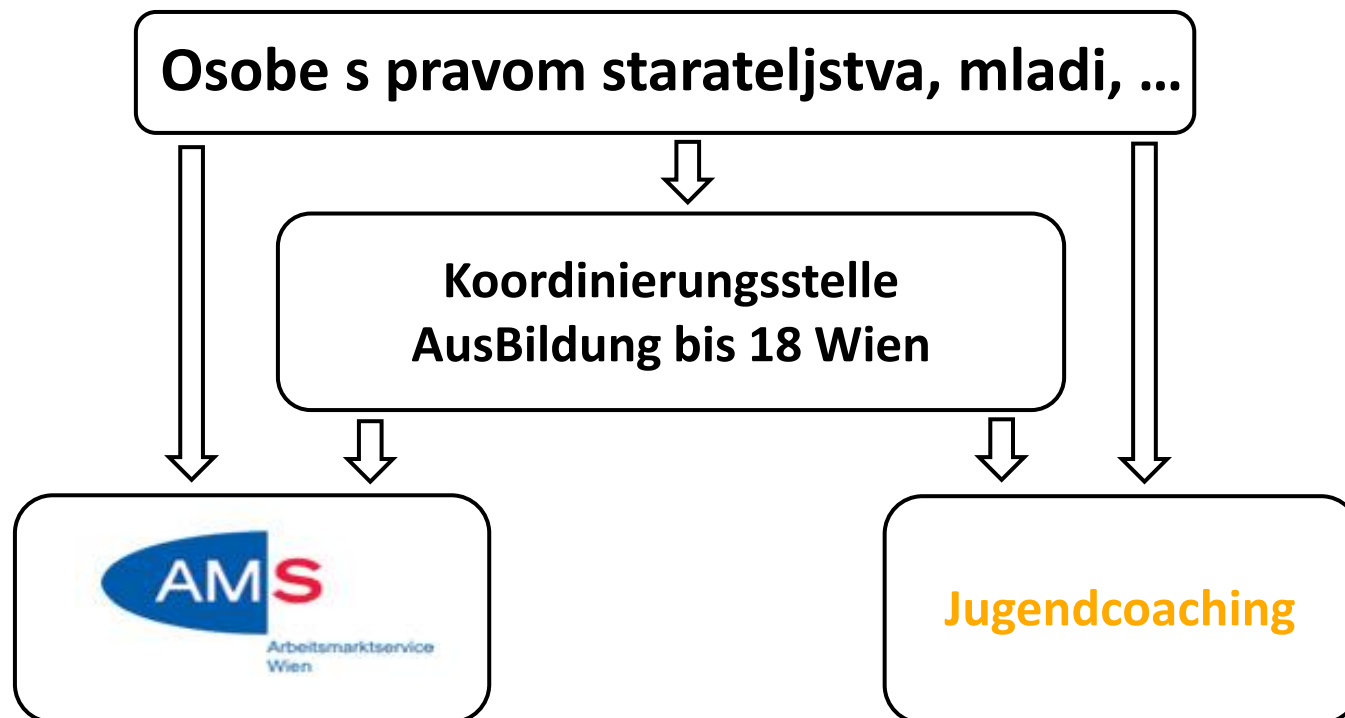 Osobe s pravom starateljstva, mladi, ...
Koordinierungsstelle
AusBildung bis 18 Wien
AMS
Arbeitsmarktservice
Wien
Jugendcoaching